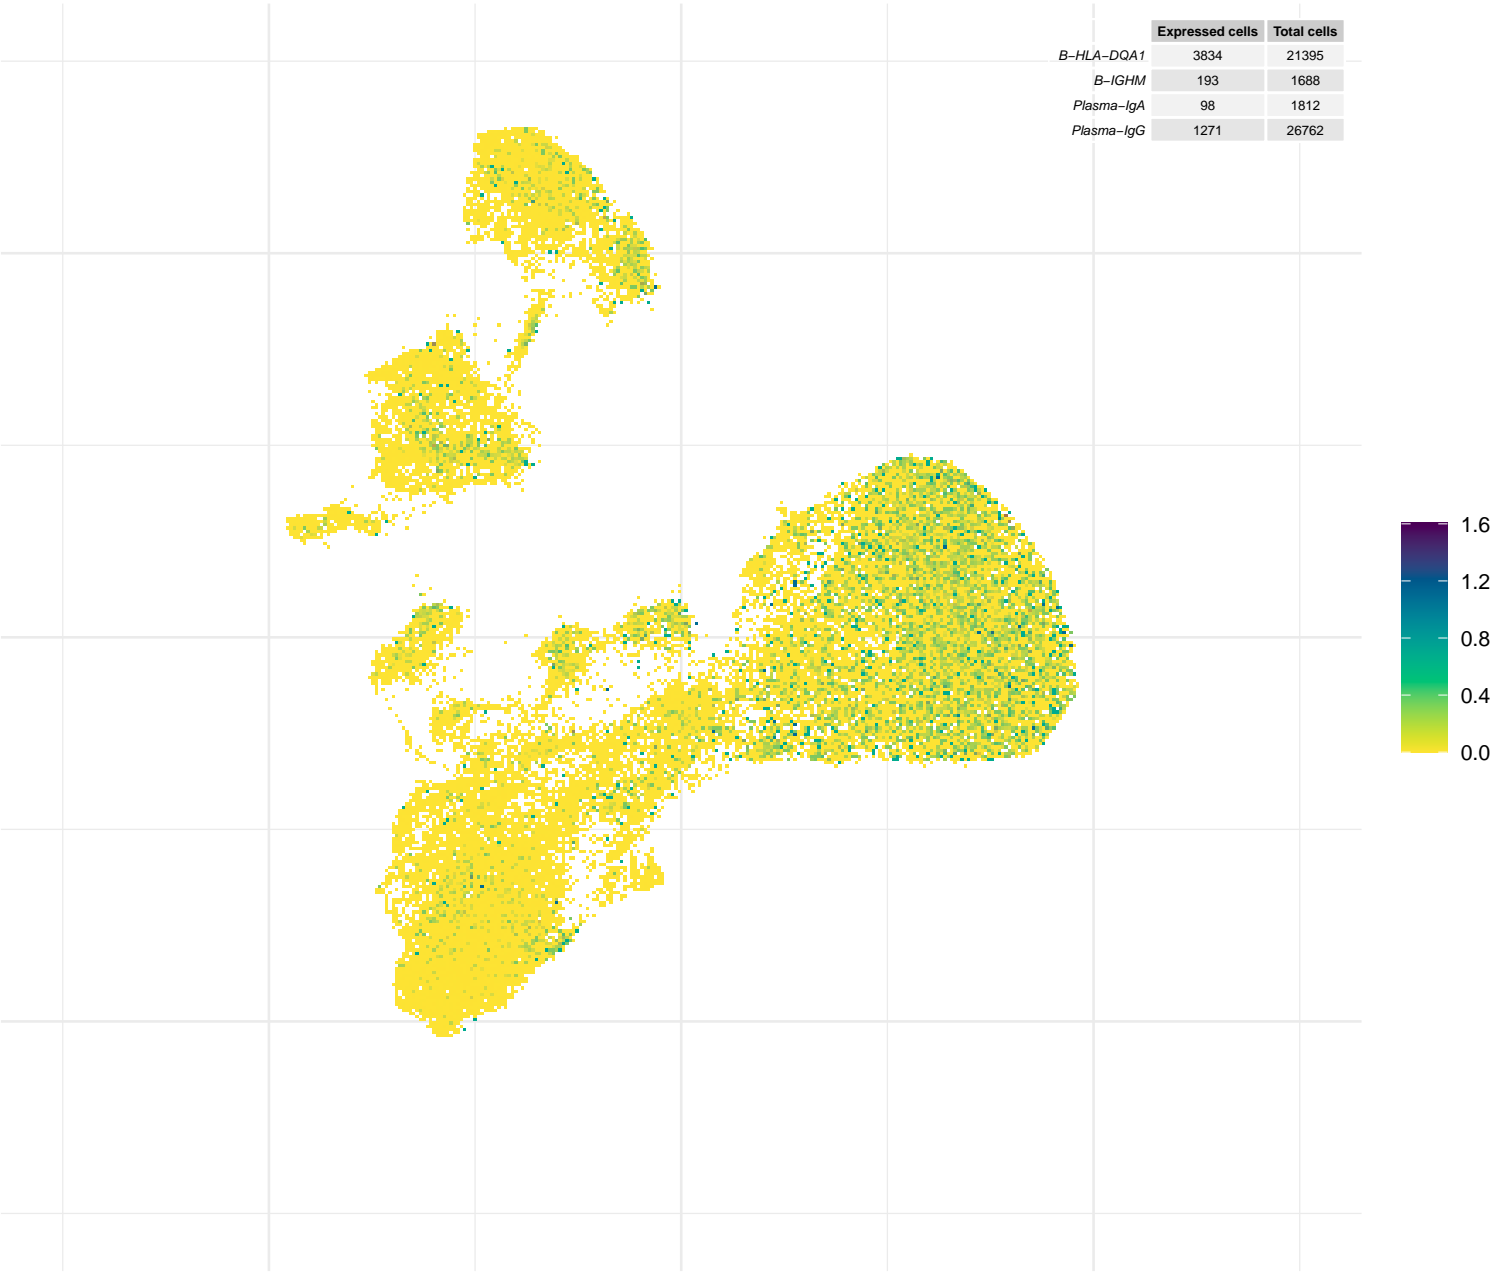 Expressed cells Total cells
B−HLA−DQA1 3834 21395
B−IGHM 193 1688
Plasma−IgA 98 1812
Plasma−IgG 1271 26762
1.6
1.2
0.8
0.4
0.0